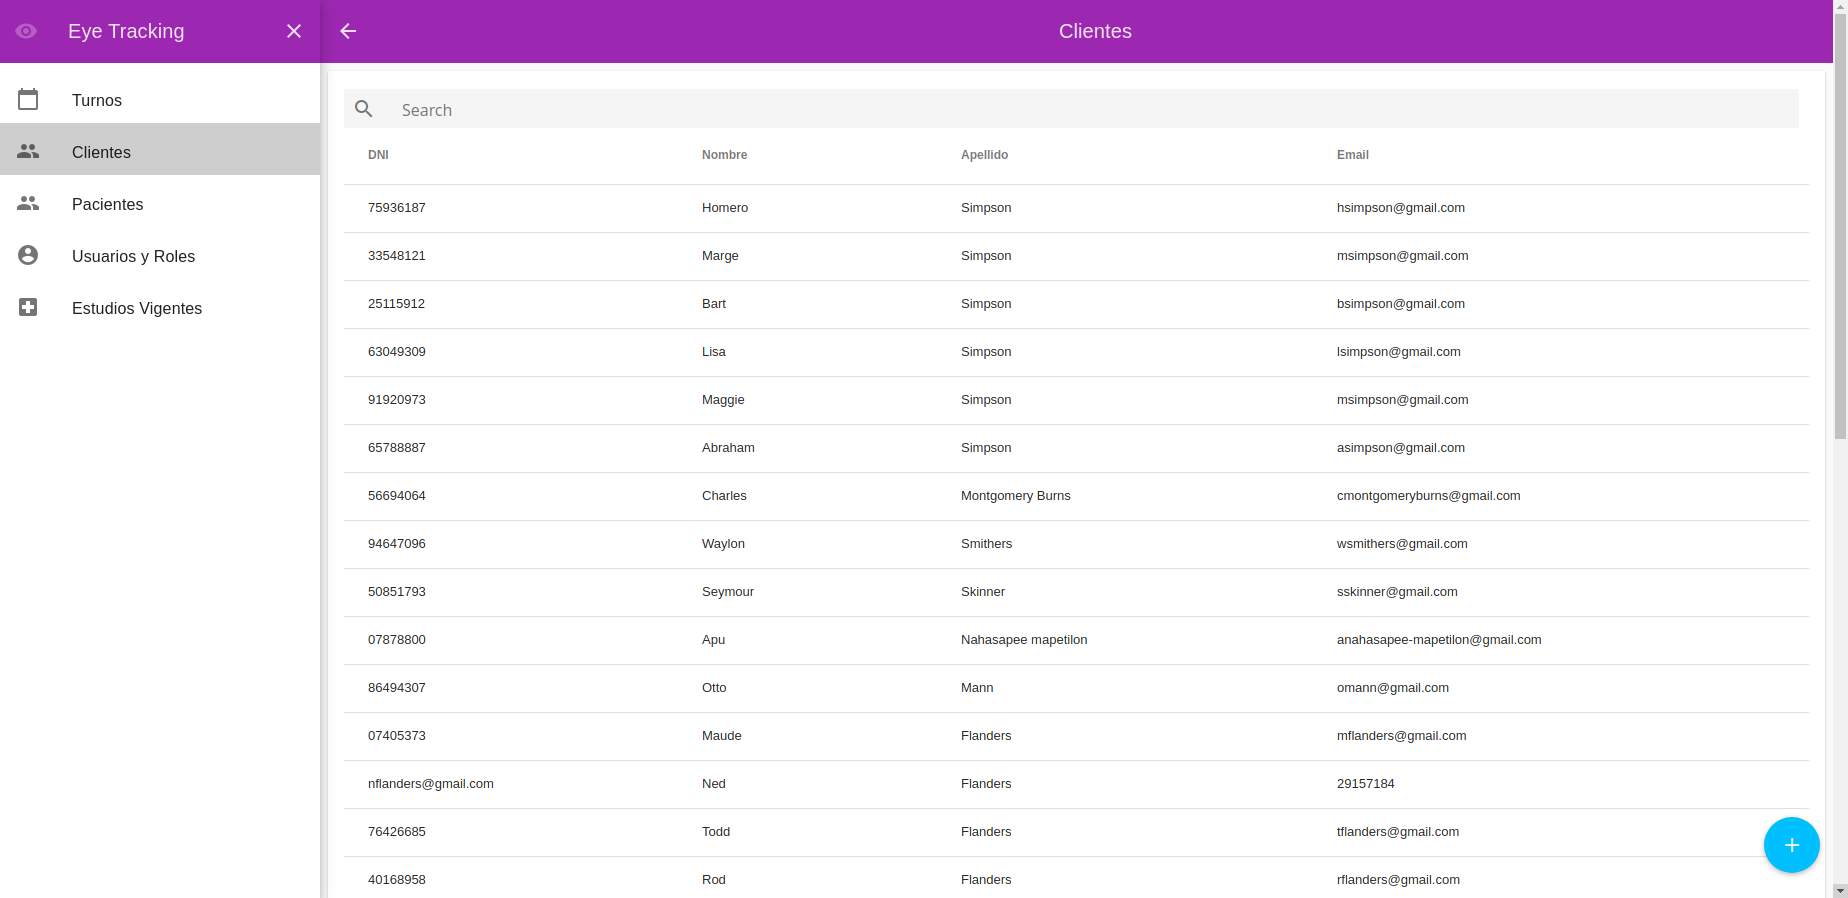 Eye Tracking
Clientes
Turnos
Clientes
Pacientes
Usuarios y Roles
Estudios Vigentes
Search
DNI Nombre Apellido Email
75936187 Homero Simpson hsimpson@gmail.com
33548121 Marge Simpson msimpson@gmail.com
25115912 Bart Simpson bsimpson@gmail.com
63049309 Lisa Simpson lsimpson@gmail.com
91920973 Maggie Simpson msimpson@gmail.com
65788887 Abraham Simpson asimpson@gmail.com
56694064 Charles Montgomery Burns cmontgomeryburns@gmail.com
94647096 Waylon Smithers wsmithers@gmail.com
50851793 Seymour Skinner sskinner@gmail.com
07878800 Apu Nahasapee mapetilon anahasapee-mapetilon@gmail.com
86494307 Otto Mann omann@gmail.com
07405373 Maude Flanders mflanders@gmail.com
nflanders@gmail.com Ned Flanders 29157184
76426685 Todd Flanders tflanders@gmail.com
40168958 Rod Flanders rflanders@gmail.com